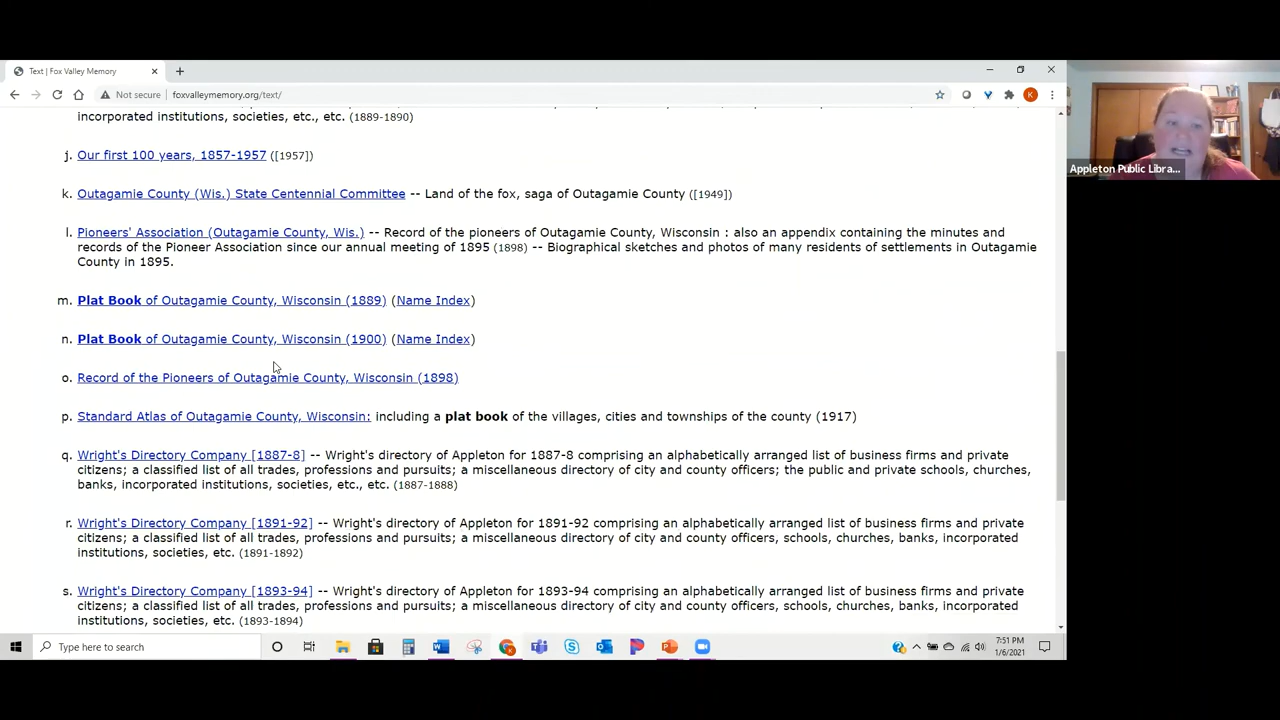 Text | Fox Valley Memory
Not secure
foxvalleymemory.org/text/
K
incorporated institutions, societies, etc., etc. (1889-1890)
j. Our first 100 years, 1857-1957 ([1957])
k. Outagamie County (Wis.) State Centennial Committee -- Land of the fox, saga of Outagamie County ([1949])
l. Pioneers' Association (Outagamie County, Wis.) -- Record of the pioneers of Outagamie County, Wisconsin : also an appendix containing the minutes and
records of the Pioneer Association since our annual meeting of 1895 (1898) -- Biographical sketches and photos of many residents of settlements in Outagamie
County in 1895.
m. Plat Book of Outagamie County, Wisconsin (1889) (Name Index)
n. Plat Book of Outagamie County, Wisconsin (1900) (Name Index)
o. Record of the Pioneers of Outagamie County, Wisconsin (1898)
p. Standard Atlas of Outagamie County, Wisconsin: including a plat book of the villages, cities and townships of the county (1917)
q. Wright's Directory Company [1887-8] -- Wright's directory of Appleton for 1887-8 comprising an alphabetically arranged list of business firms and private
citizens; a classified list of all trades, professions and pursuits; a miscellaneous directory of city and county officers; the public and private schools, churches,
banks, incorporated institutions, societies, etc., etc. (1887-1888)
r. Wright's Directory Company [1891-92] -- Wright's directory of Appleton for 1891-92 comprising an alphabetically arranged list of business firms and private
citizens; a classified list of all trades, professions and pursuits; a miscellaneous directory of city and county officers, schools, churches, banks, incorporated
institutions, societies, etc. (1891-1892)
s. Wright's Directory Company [1893-94] -- Wright's directory of Appleton for 1893-94 comprising an alphabetically arranged list of business firms and private
citizens; a classified list of all trades, professions and pursuits; a miscellaneous directory of city and county officers, schools, churches, banks, incorporated
institutions, societies, etc. (1893-1894)
Appleton Public Libra...
Type here to search
7:51 PM
1/6/2021